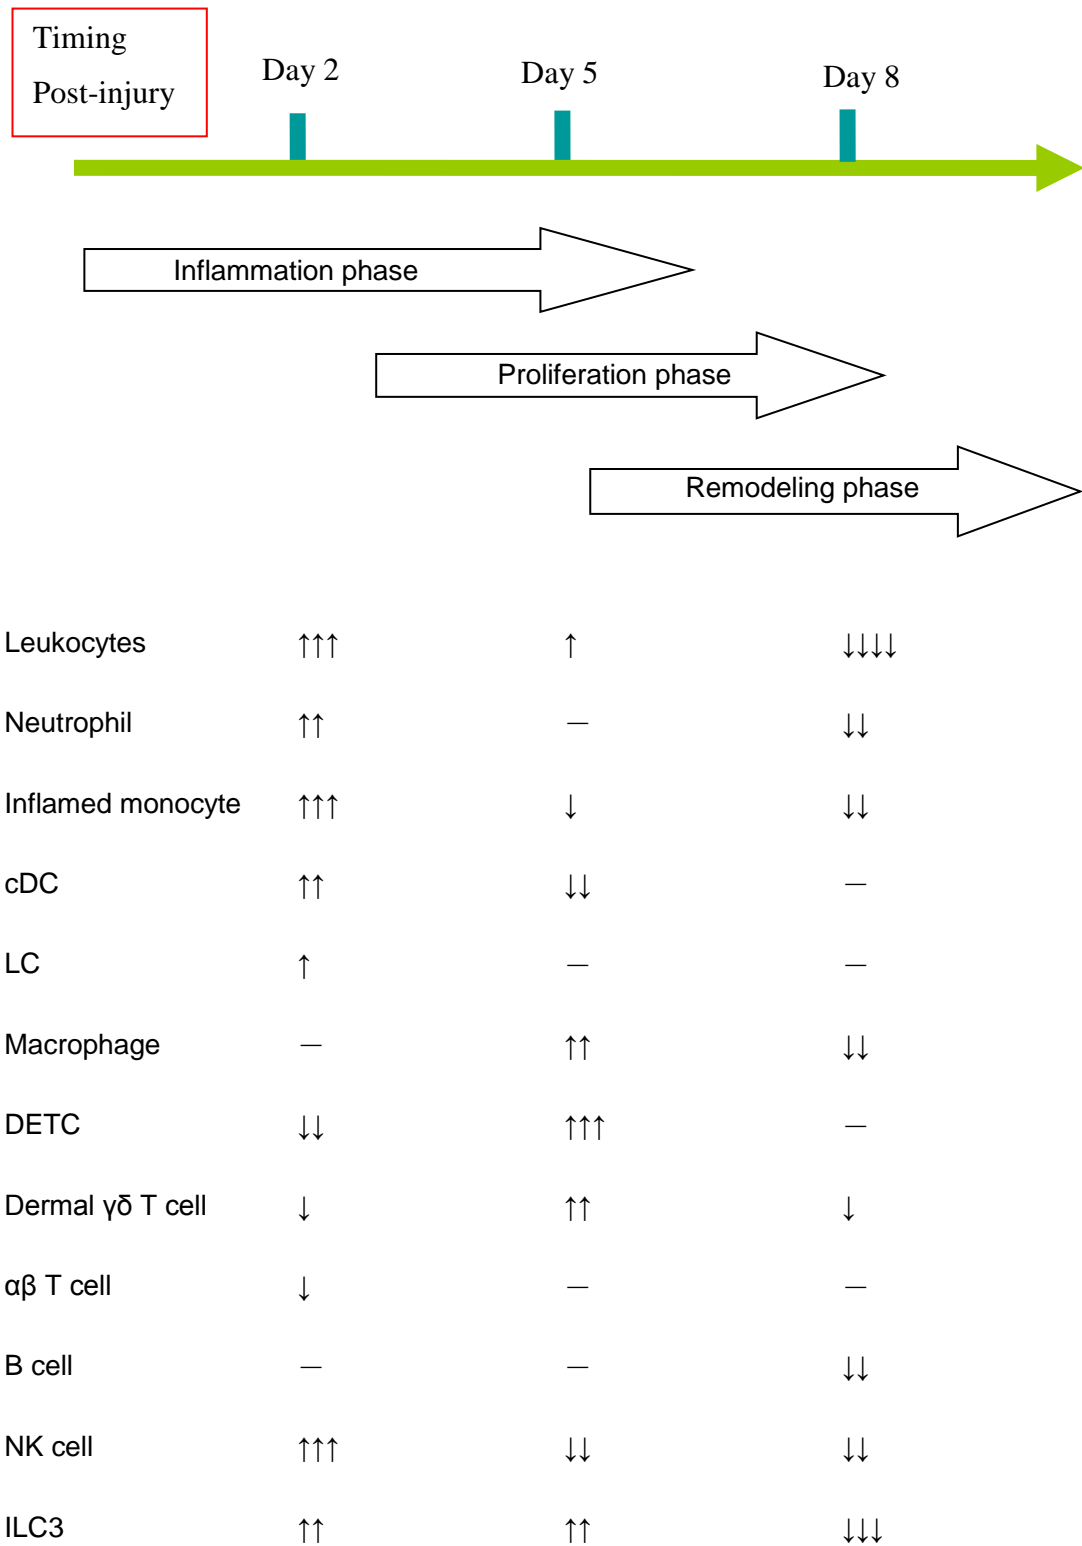 Timing
Post-injury
Day 2 Day 5 Day 8
Inflammation phase
Proliferation phase
Remodeling phase
Leukocytes ↑↑↑ ↑ ↓↓↓↓
Neutrophil ↑↑ — ↓↓
Inflamed monocyte ↑↑↑ ↓ ↓↓
cDC ↑↑ ↓↓ —
LC ↑ — —
Macrophage — ↑↑ ↓↓
DETC ↓↓ ↑↑↑ —
Dermal γδ T cell ↓ ↑↑ ↓
αβ T cell ↓ — —
B cell — — ↓↓
NK cell ↑↑↑ ↓↓ ↓↓
ILC3 ↑↑ ↑↑ ↓↓↓